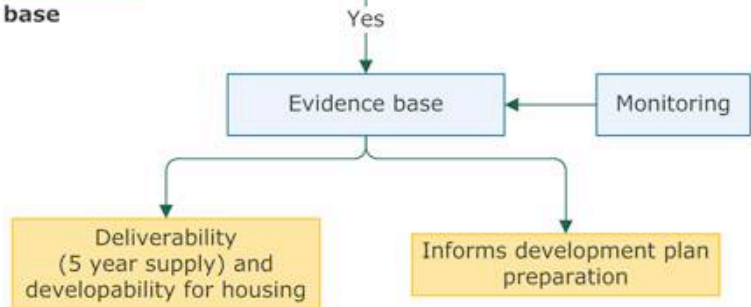 base
Yes
Evidence base
Monitoring
Deliverability
(5 year supply) and
developability for housing
Informs development plan
preparation